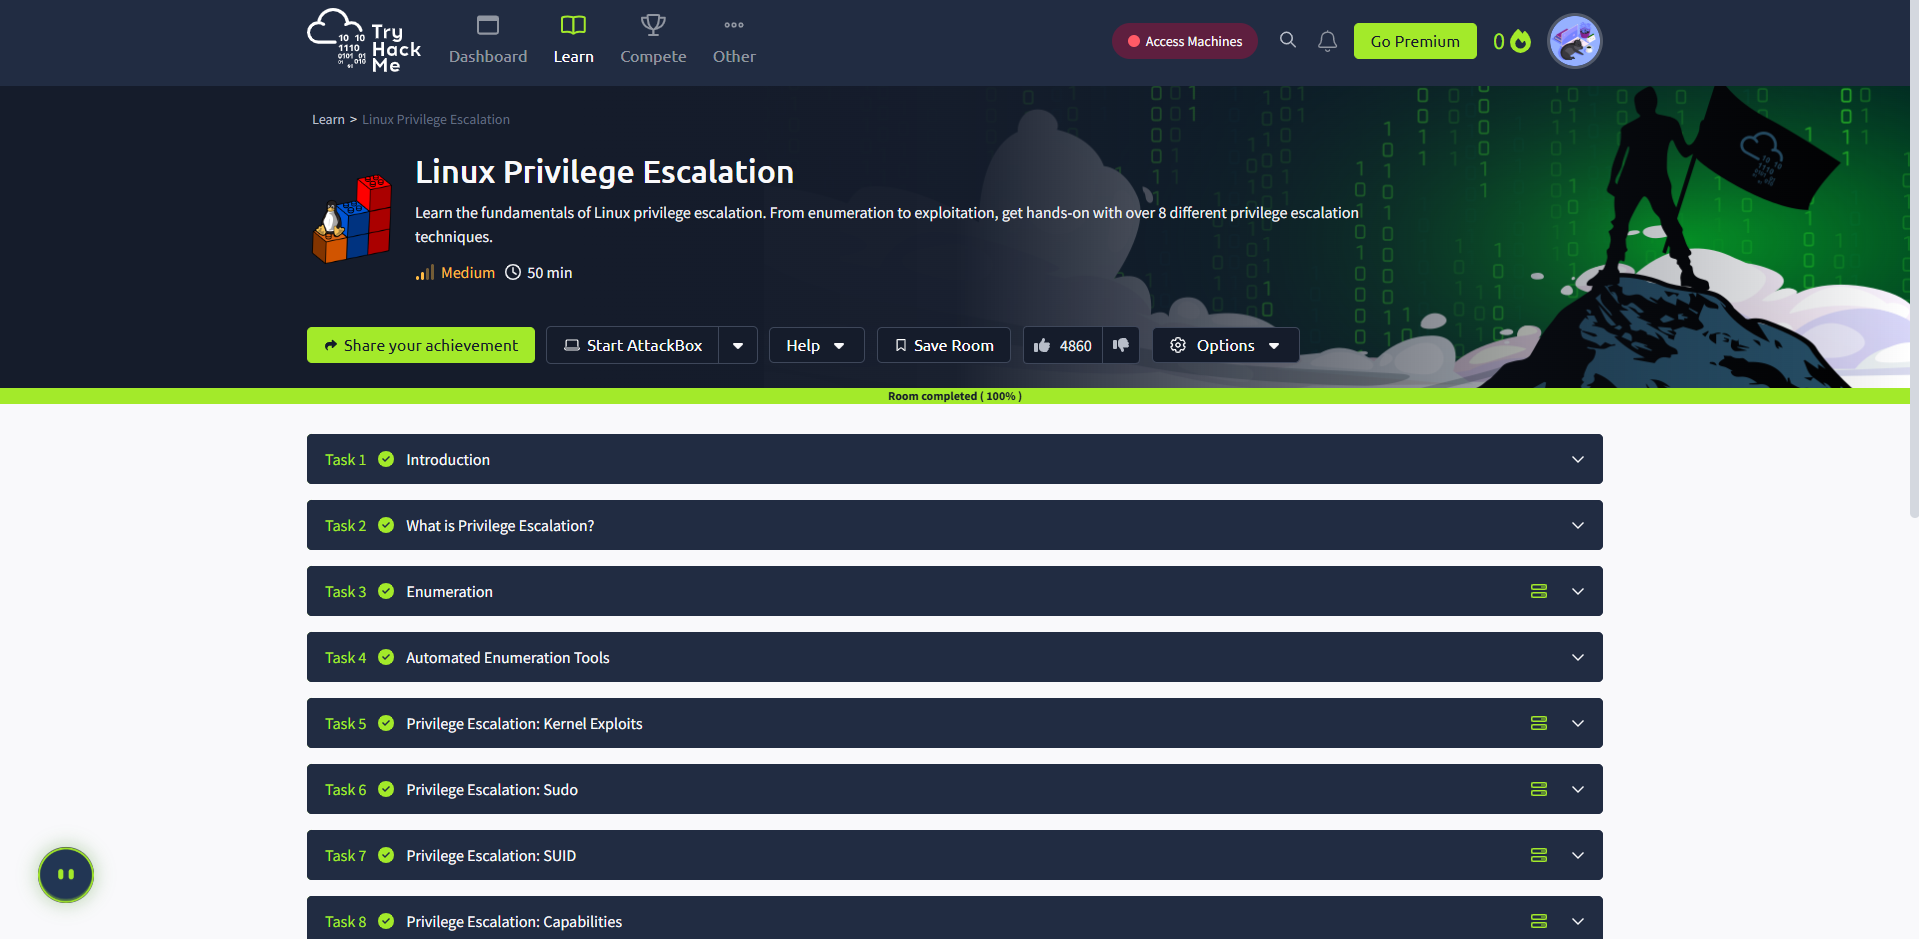 Try
Hack
Me
Dashboard
Learn
Compete
Other
Access Machines
Go Premium
0
Learn > Linux Privilege Escalation
Linux Privilege Escalation
Learn the fundamentals of Linux privilege escalation. From enumeration to exploitation, get hands-on with over 8 different privilege escalation
techniques.
Medium 50 min
Share your achievement
Start AttackBox
Help
Save Room
4860
Options
Room completed ( 100% )
Task 1 Introduction
Task 2 What is Privilege Escalation?
Task 3 Enumeration
Task 4 Automated Enumeration Tools
Task 5 Privilege Escalation: Kernel Exploits
Task 6 Privilege Escalation: Sudo
Task 7 Privilege Escalation: SUID
Task 8 Privilege Escalation: Capabilities